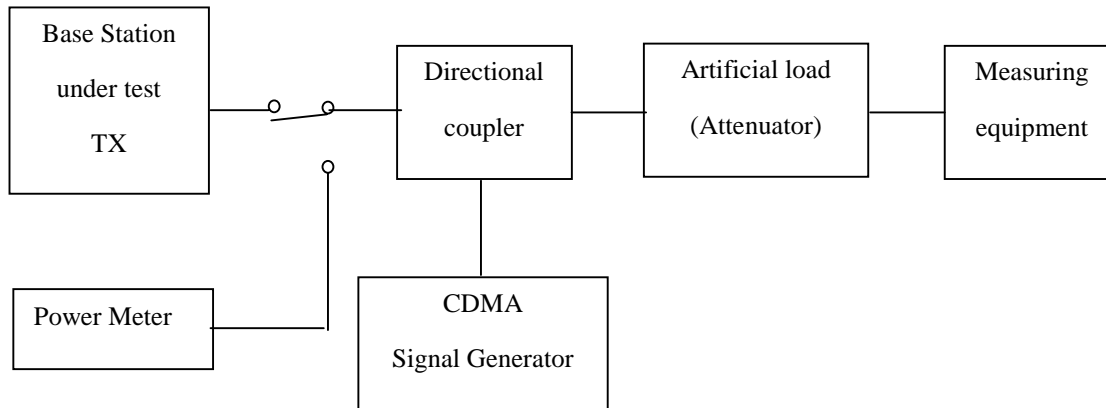 Base Station
under test
TX
Directional
coupler
Artificial load
(Attenuator)
Measuring
equipment
Power Meter
CDMA
Signal Generator